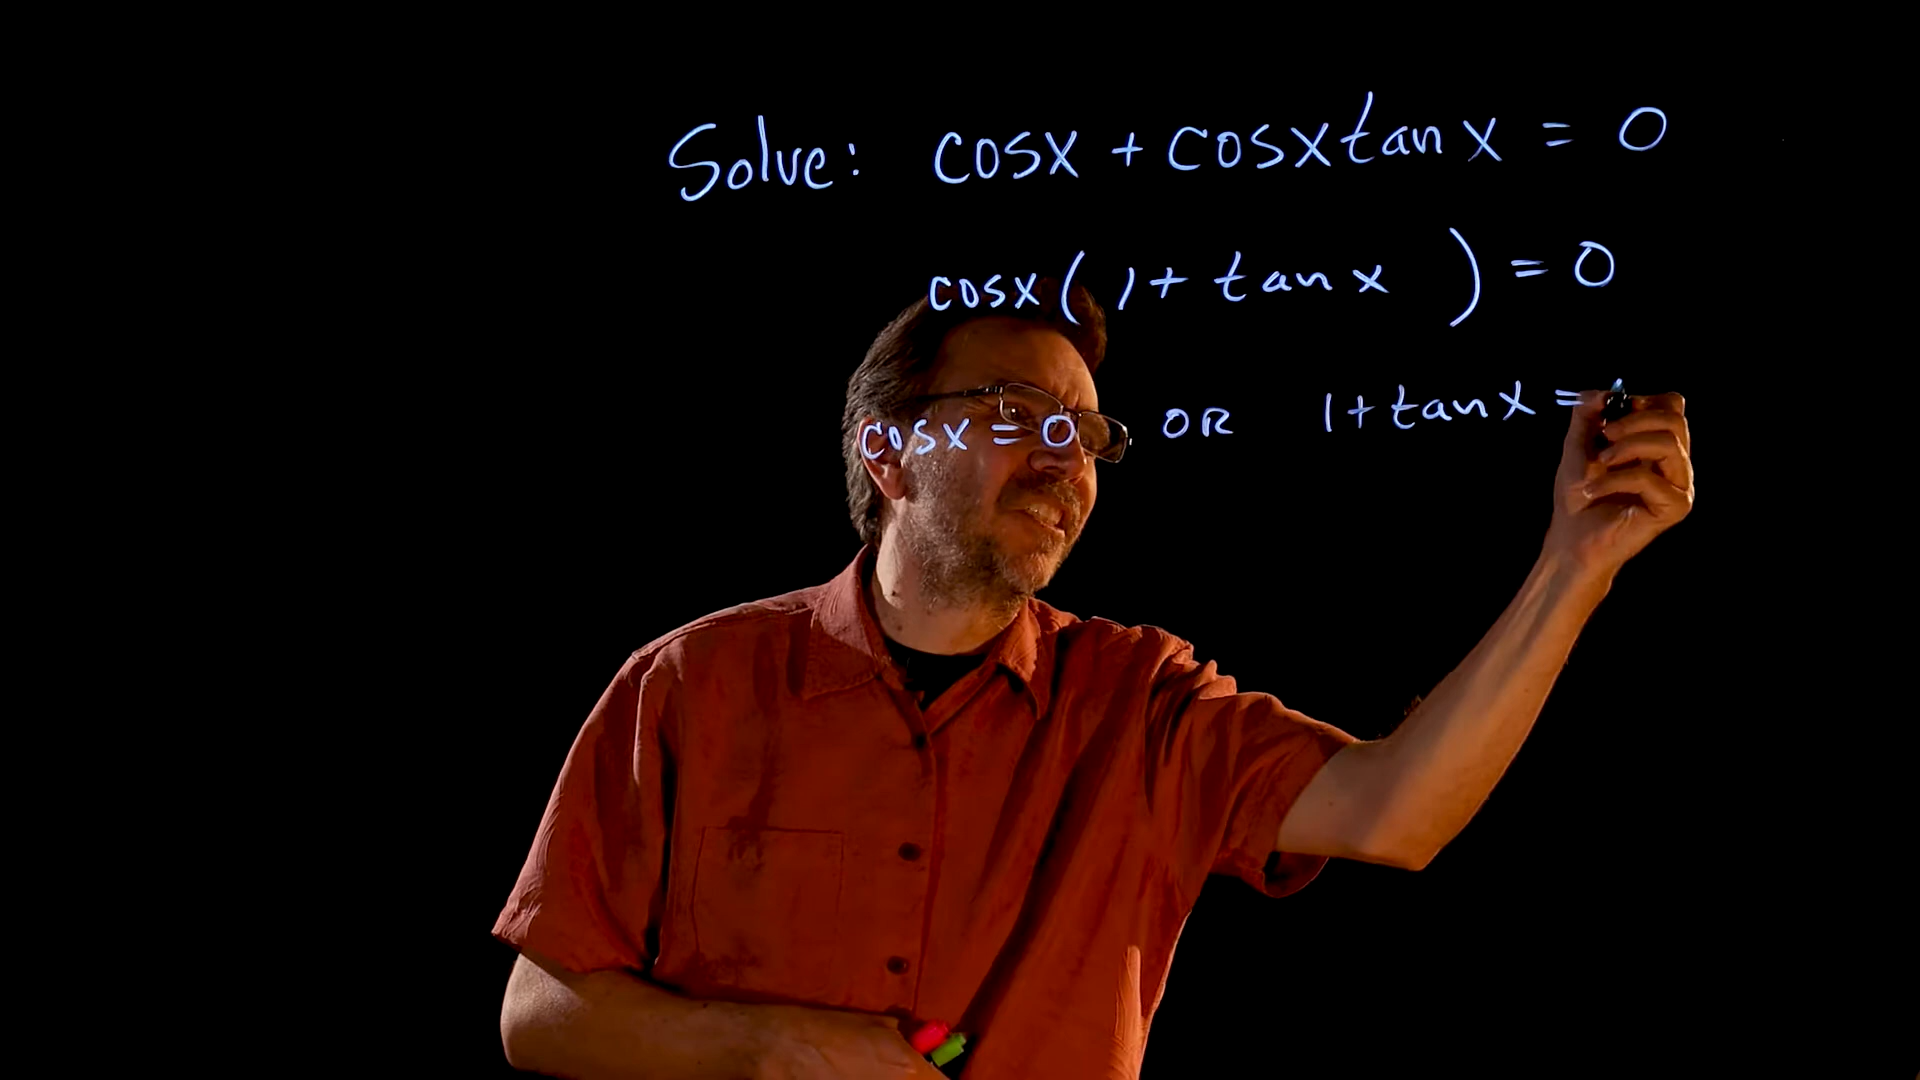 Solve: cosx + cosxtanx = 0
cosx( 1 + tanx ) = 0
cosx = 0 OR 1 + tanx =